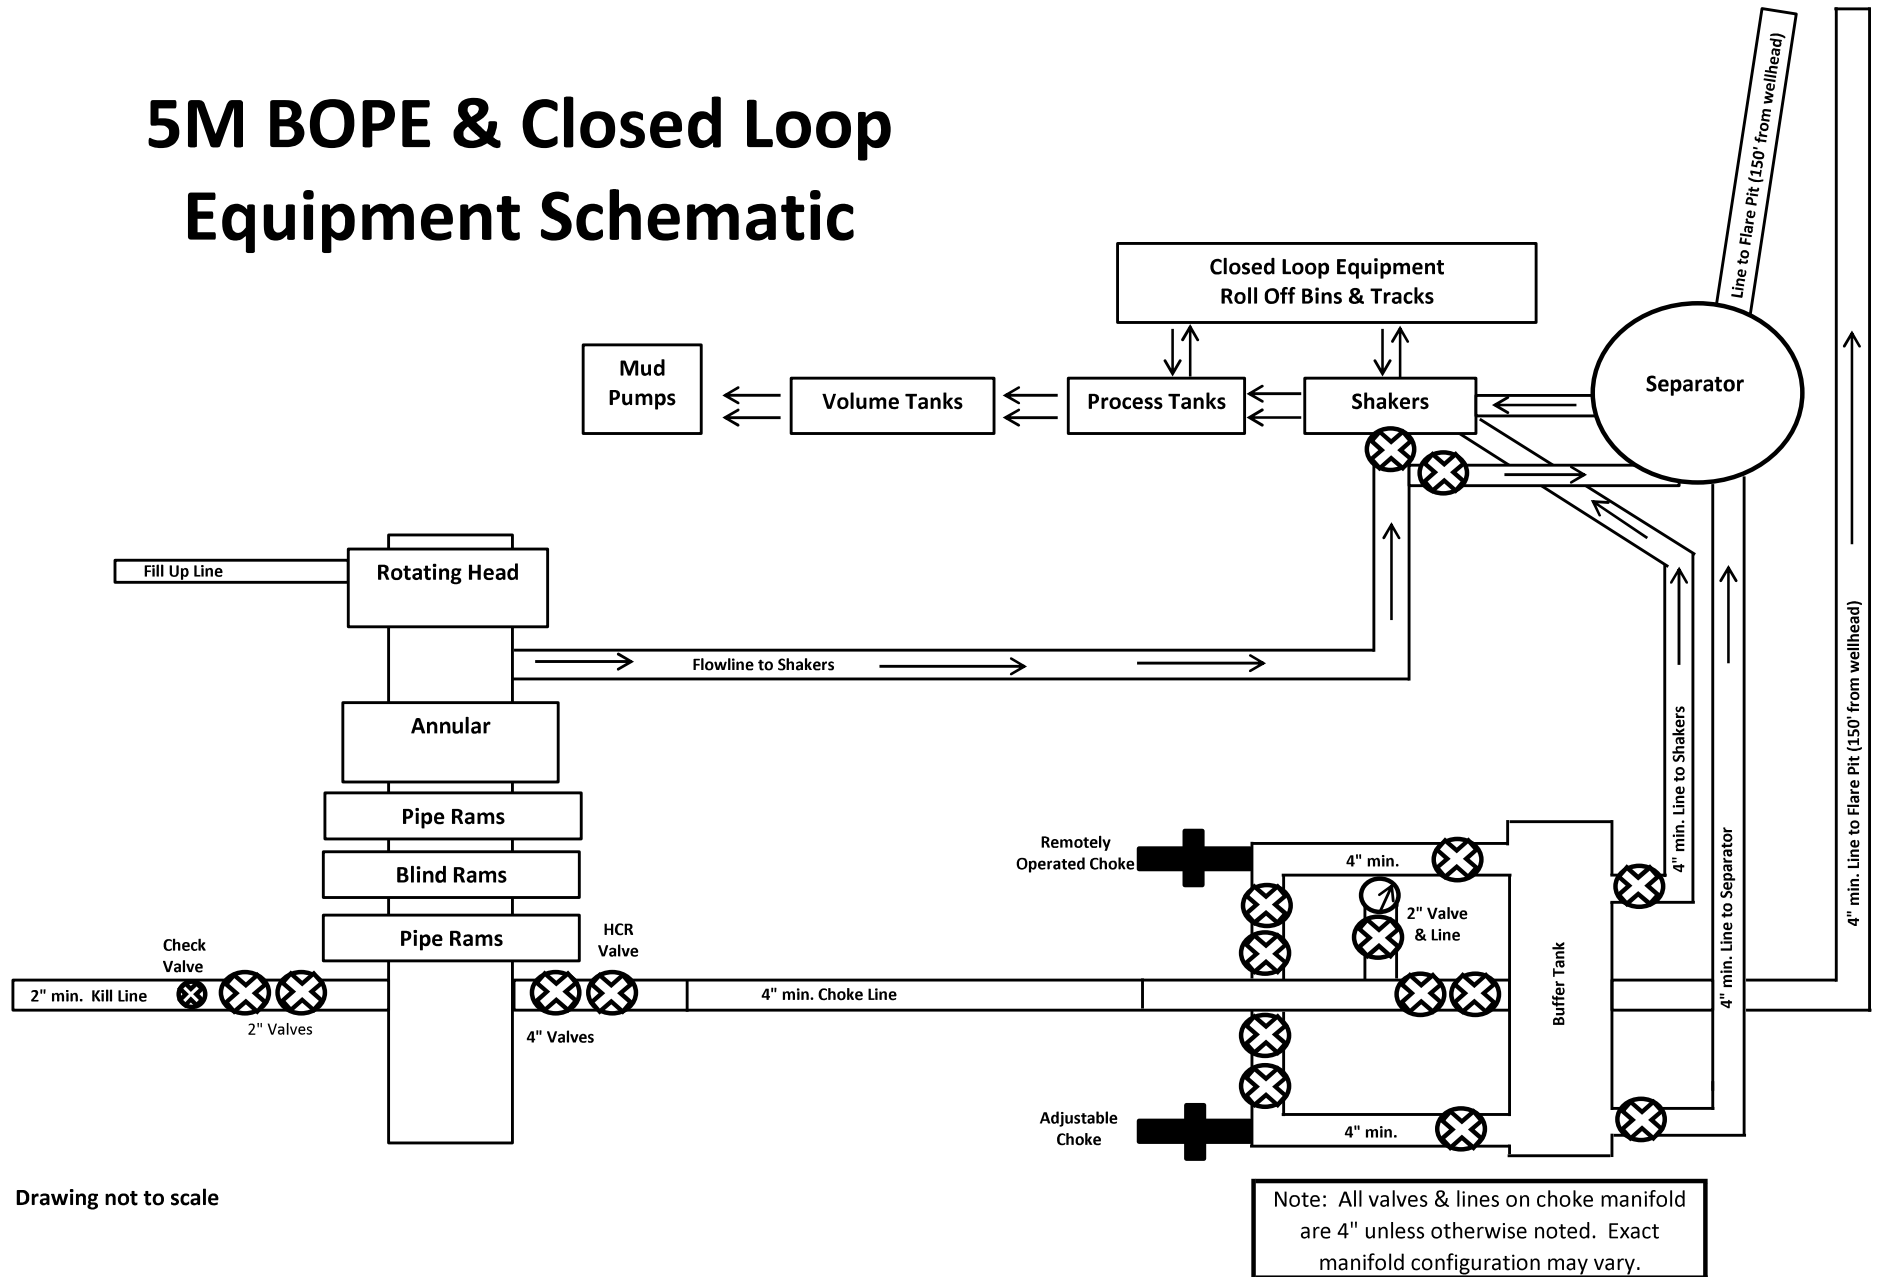 5M BOPE & Closed Loop
Equipment Schematic
Line to Flare Pit (150' from wellhead)
Closed Loop Equipment
Roll Off Bins & Tracks
Mud
Pumps
Volume Tanks
Process Tanks
Shakers
Separator
Fill Up Line
Rotating Head
Flowline to Shakers
Annular
Pipe Rams
Blind Rams
Pipe Rams
Check
Valve
HCR
Valve
2" min.  Kill Line
2" Valves
4" Valves
4" min. Choke Line
Remotely
Operated Choke
4" min.
2" Valve
& Line
Buffer Tank
Adjustable
Choke
4" min.
4" min. Line to Shakers
4" min. Line to Separator
4" min. Line to Flare Pit (150' from wellhead)
Drawing not to scale
Note:  All valves & lines on choke manifold
are 4" unless otherwise noted.  Exact
manifold configuration may vary.